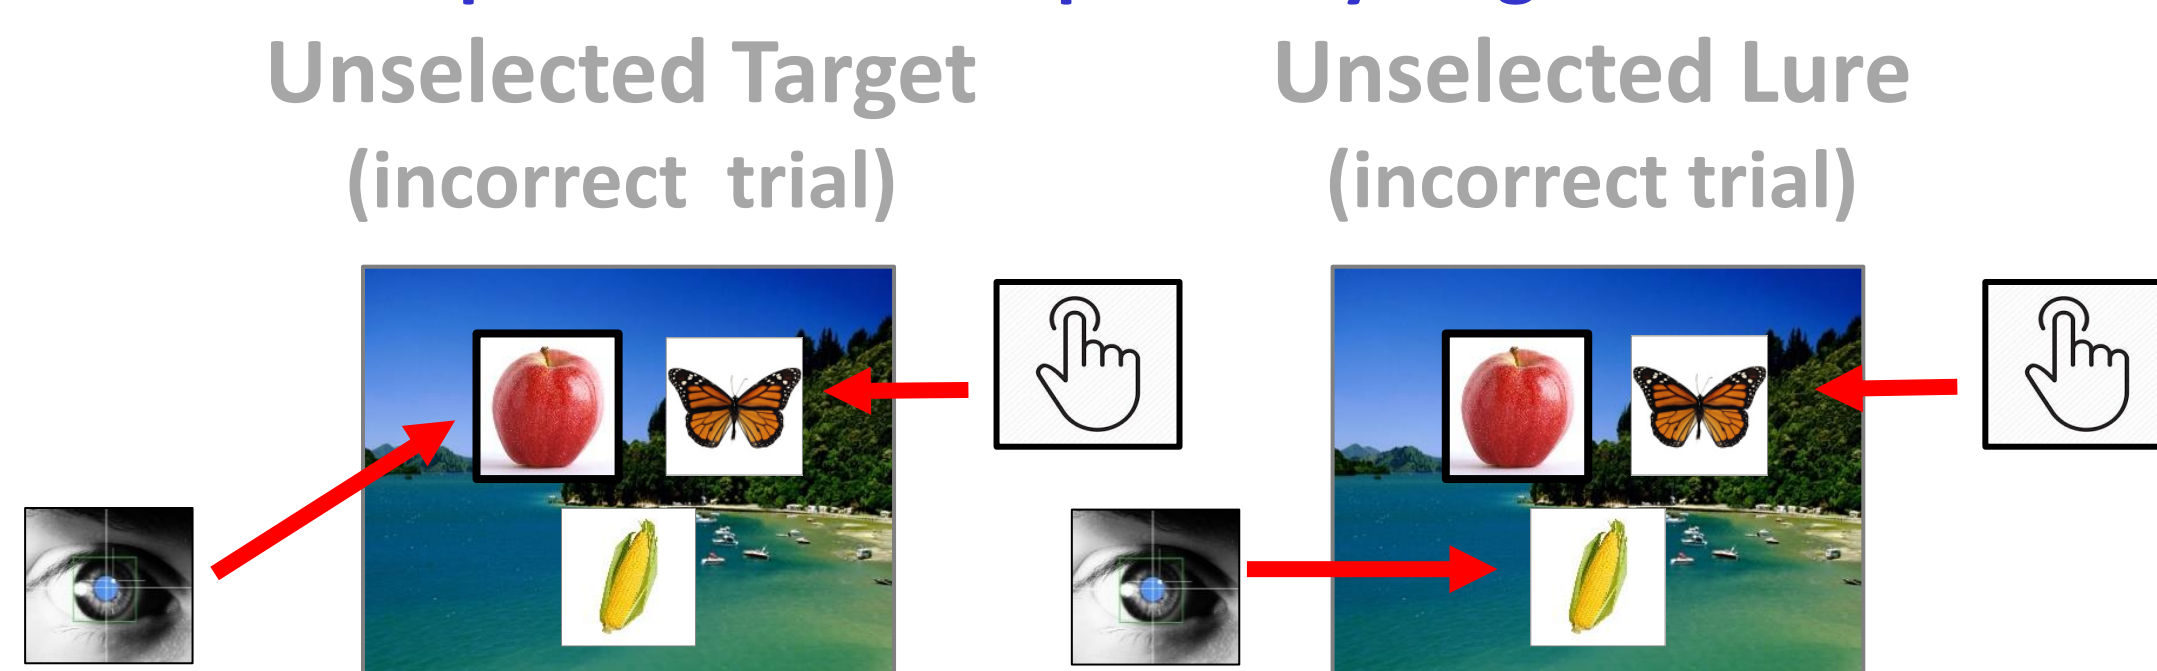 Unselected Target
(incorrect trial)
Unselected Lure
(incorrect trial)